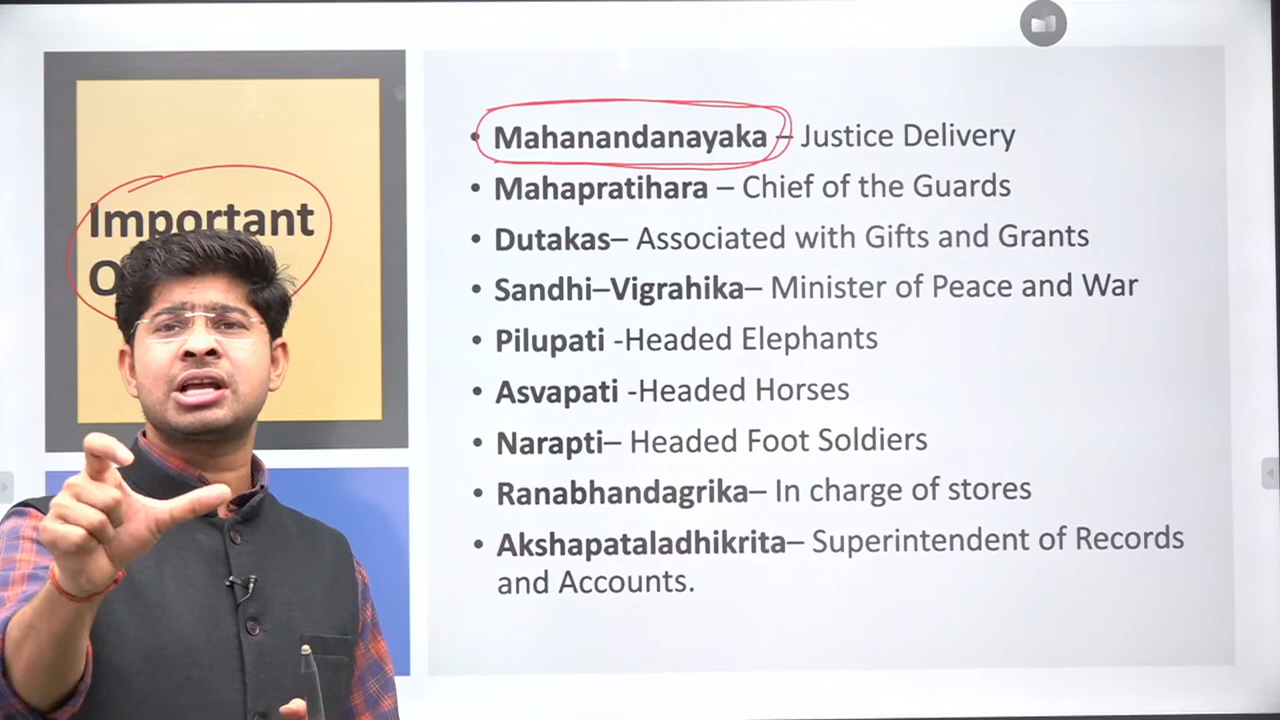 Important
• Mahanandanayaka – Justice Delivery
• Mahapratihara – Chief of the Guards
• Dutakas– Associated with Gifts and Grants
• Sandhi–Vigrahika– Minister of Peace and War
• Pilupati -Headed Elephants
• Asvapati -Headed Horses
• Narapti– Headed Foot Soldiers
• Ranabhandagrika– In charge of stores
• Akshapataladhikrita– Superintendent of Records
and Accounts.